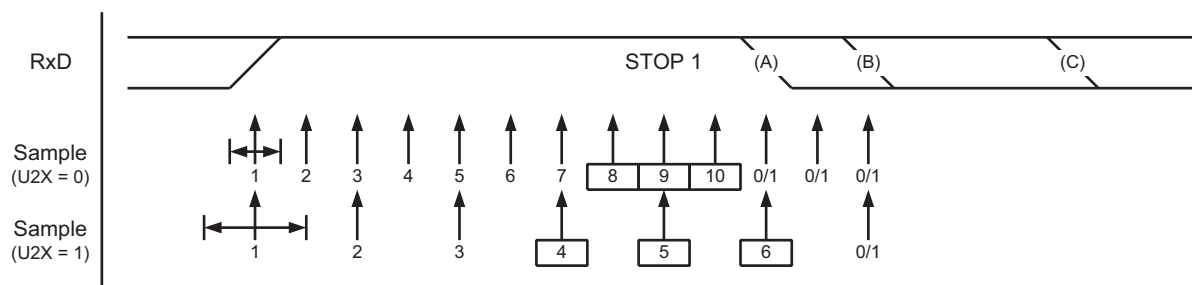 RxD
STOP 1
(A)
(B)
(C)
Sample
(U2X = 0)
1 2 3 4 5 6 7 8 9 10 0/1 0/1 0/1
Sample
(U2X = 1)
1 2 3 4 5 6 0/1